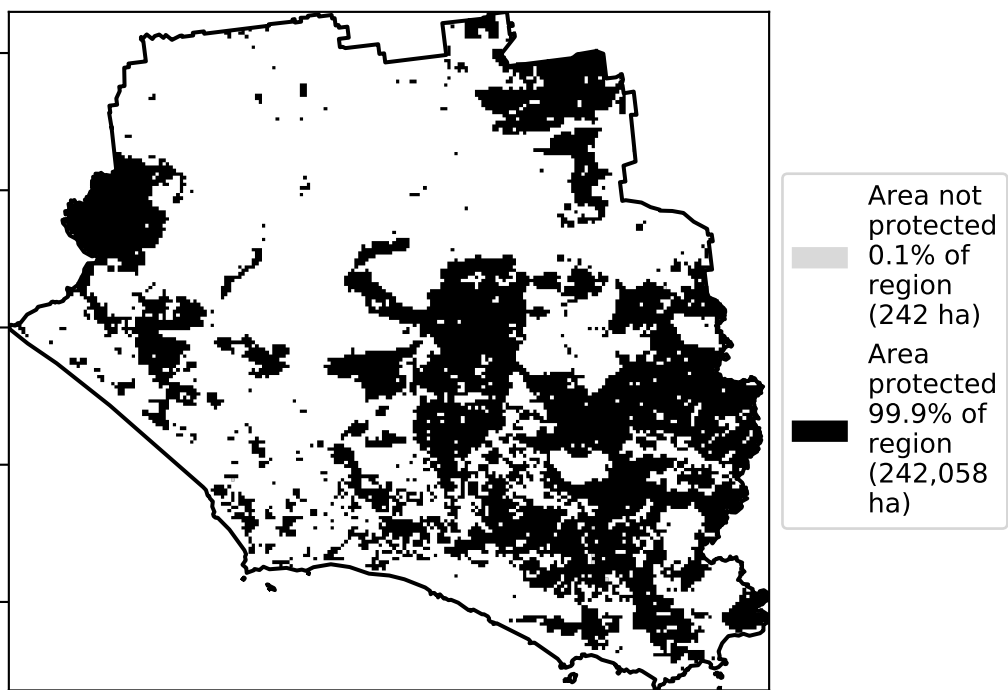 Area not
protected
0.1% of
region
(242 ha)
Area
protected
99.9% of
region
(242,058
ha)